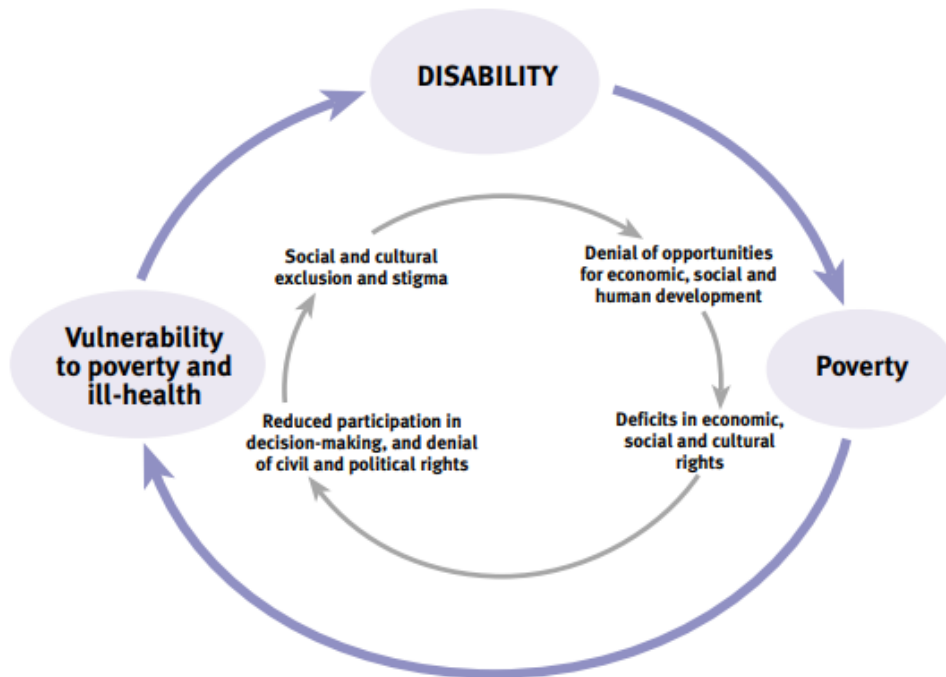 DISABILITY
Social and cultural
exclusion and stigma
Denial of opportunities
for economic, social and
human development
Vulnerability
to poverty and
ill-health
Poverty
Reduced participation in
decision-making, and denial
of civil and political rights
Deficits in economic,
social and cultural
rights